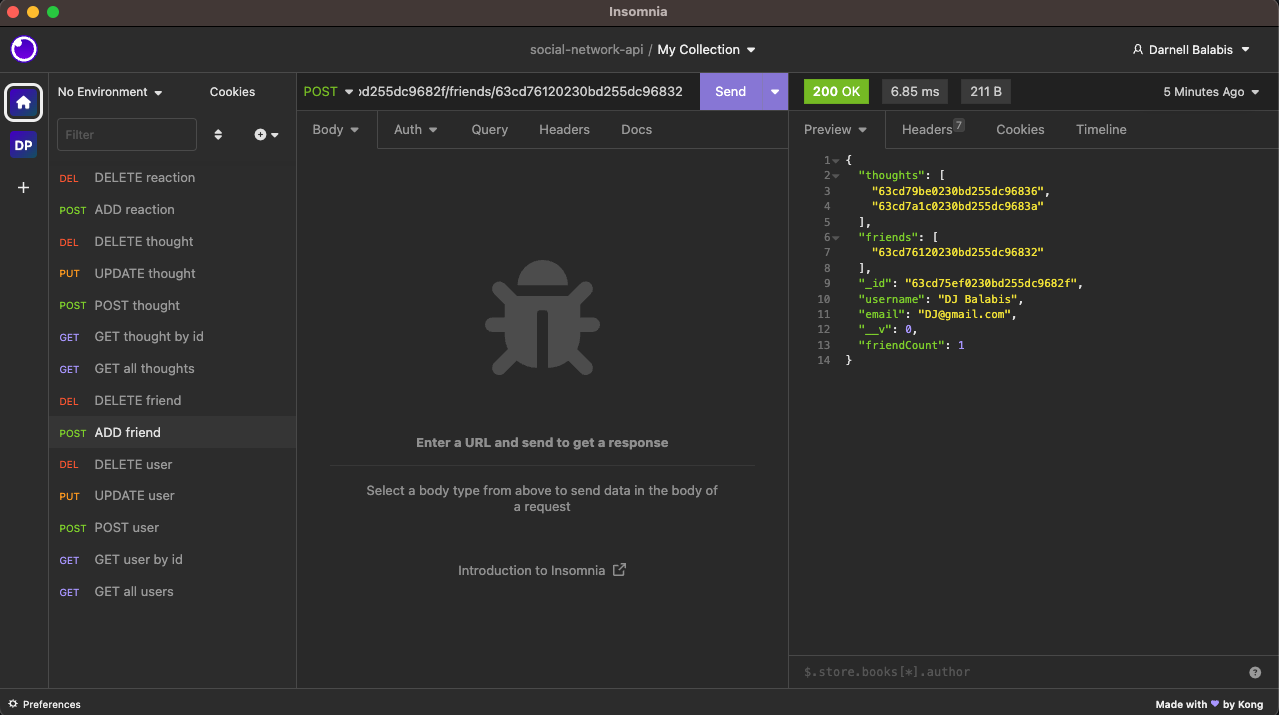 Insomnia
social-network-api / My Collection
Darnell Balabis
DP
No Environment
Cookies
Filter
DEL DELETE reaction
POST ADD reaction
DEL DELETE thought
PUT UPDATE thought
POST POST thought
GET GET thought by id
GET GET all thoughts
DEL DELETE friend
POST ADD friend
DEL DELETE user
PUT UPDATE user
POST POST user
GET GET user by id
GET GET all users
POST bd255dc9682f/friends/63cd76120230bd255dc96832 Send
Body Auth Query Headers Docs
Enter a URL and send to get a response
Select a body type from above to send data in the body of
a request
Introduction to Insomnia
200 OK 6.85 ms 211 B 5 Minutes Ago
Preview Headers 7 Cookies Timeline
1 {
2 "thoughts": [
3 "63cd79be0230bd255dc96836",
4 "63cd7a1c0230bd255dc9683a"
5 ],
6 "friends": [
7 "63cd76120230bd255dc96832"
8 ],
9 "_id": "63cd75ef0230bd255dc9682f",
10 "username": "DJ Balabis",
11 "email": "DJ@gmail.com",
12 "__v": 0,
13 "friendCount": 1
14 }
$.store.books[*].author
Preferences
Made with 💜 by Kong